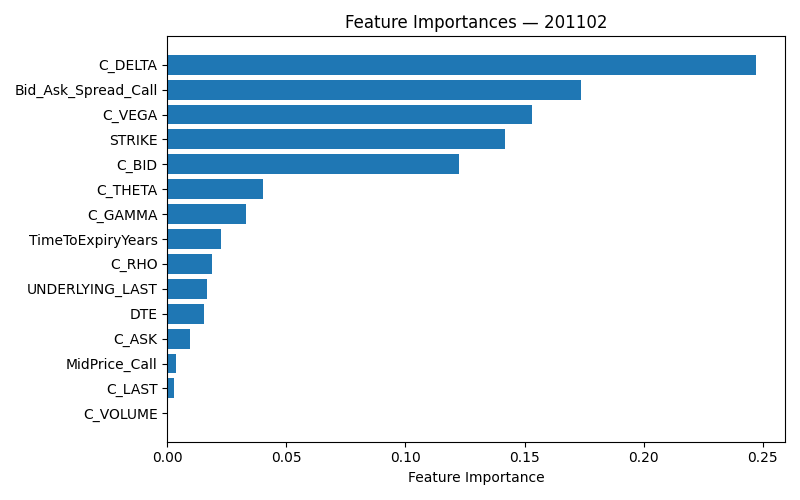 Feature Importances — 201102
C_DELTA
Bid_Ask_Spread_Call
C_VEGA
STRIKE
C_BID
C_THETA
C_GAMMA
TimeToExpiryYears
C_RHO
UNDERLYING_LAST
DTE
C_ASK
MidPrice_Call
C_LAST
C_VOLUME
0.00 0.05 0.10 0.15 0.20 0.25
Feature Importance